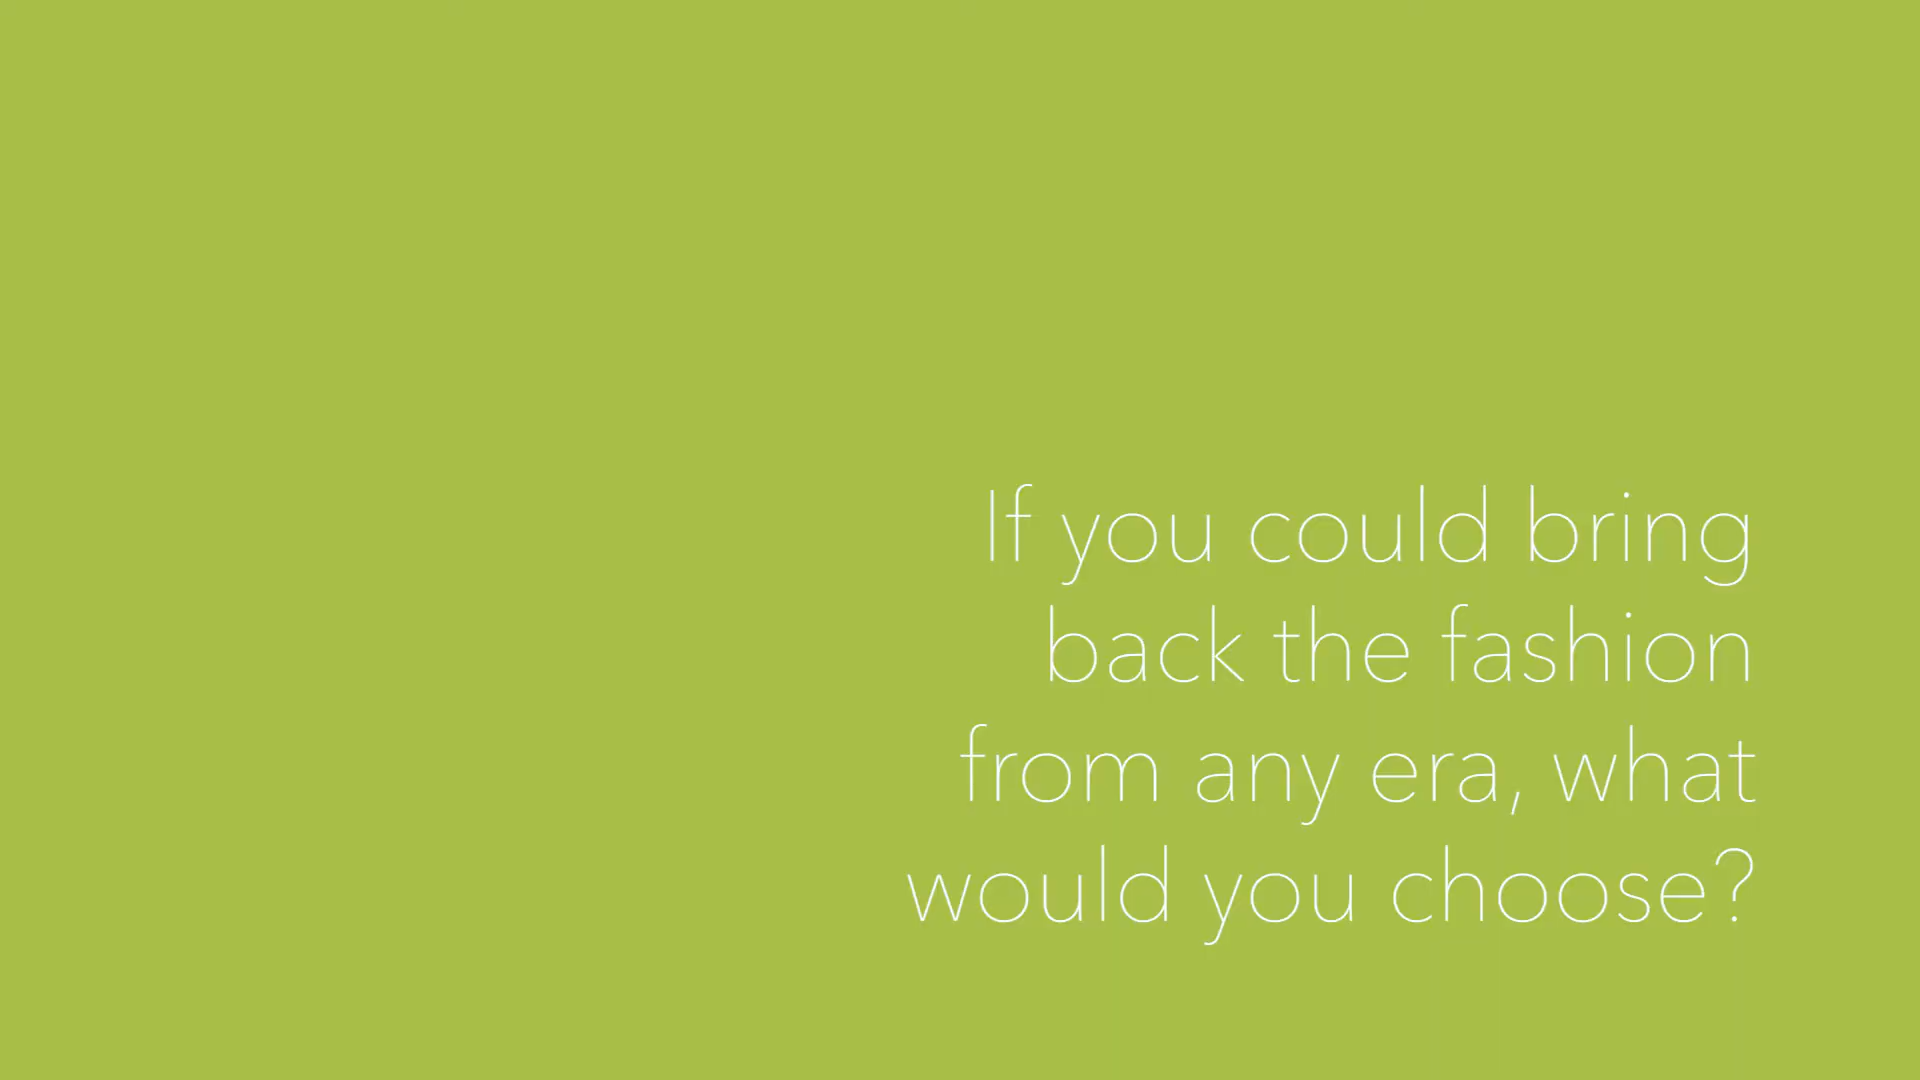 If you could bring
back the fashion
from any era, what
would you choose?